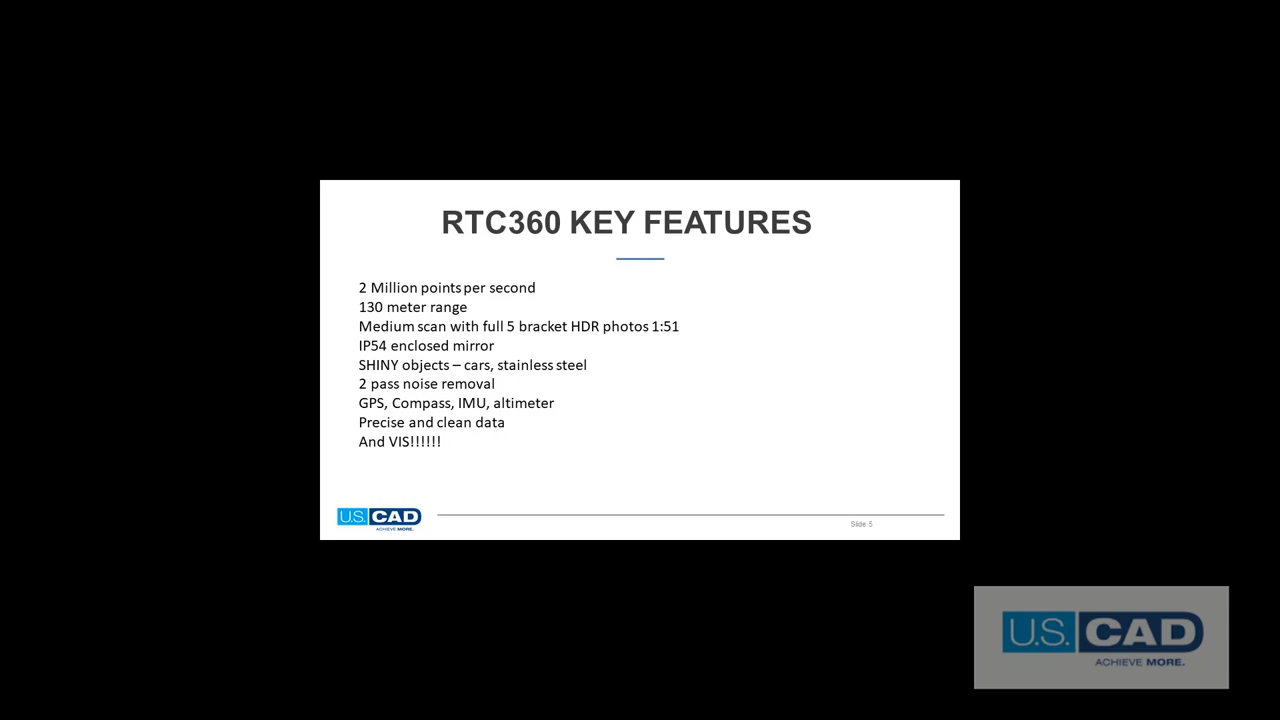 RTC360 KEY FEATURES
2 Million points per second
130 meter range
Medium scan with full 5 bracket HDR photos 1:51
IP54 enclosed mirror
SHINY objects – cars, stainless steel
2 pass noise removal
GPS, Compass, IMU, altimeter
Precise and clean data
And VIS!!!!!!
U.S. CAD
ACHIEVE MORE.
Slide 5
U.S. CAD
ACHIEVE MORE.